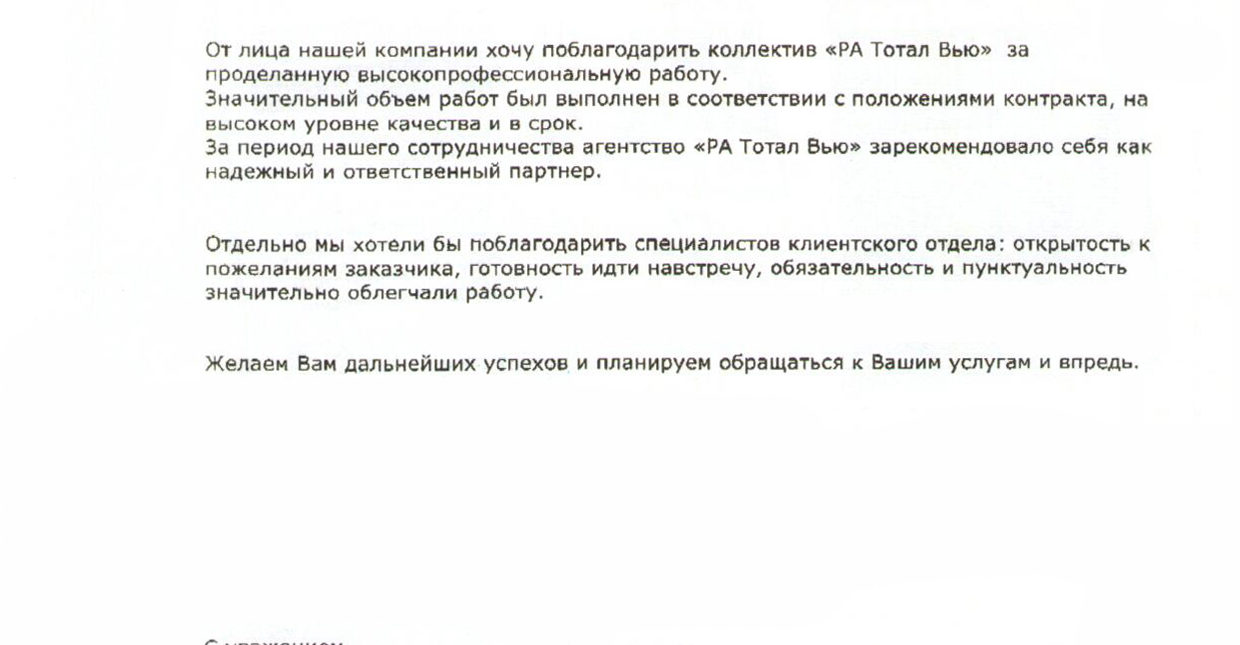 От лица нашей компании хочу поблагодарить коллектив «РА Тотал Вью» за
проделанную высокопрофессиональную работу.
Значительный объем работ был выполнен в соответствии с положениями контракта, на
высоком уровне качества и в срок.
За период нашего сотрудничества агентство «РА Тотал Вью» зарекомендовало себя как
надежный и ответственный партнер.
Отдельно мы хотели бы поблагодарить специалистов клиентского отдела: открытость к
пожеланиям заказчика, готовность идти навстречу, обязательность и пунктуальность
значительно облегчали работу.
Желаем Вам дальнейших успехов и планируем обращаться к Вашим услугам и впредь.
С уважением